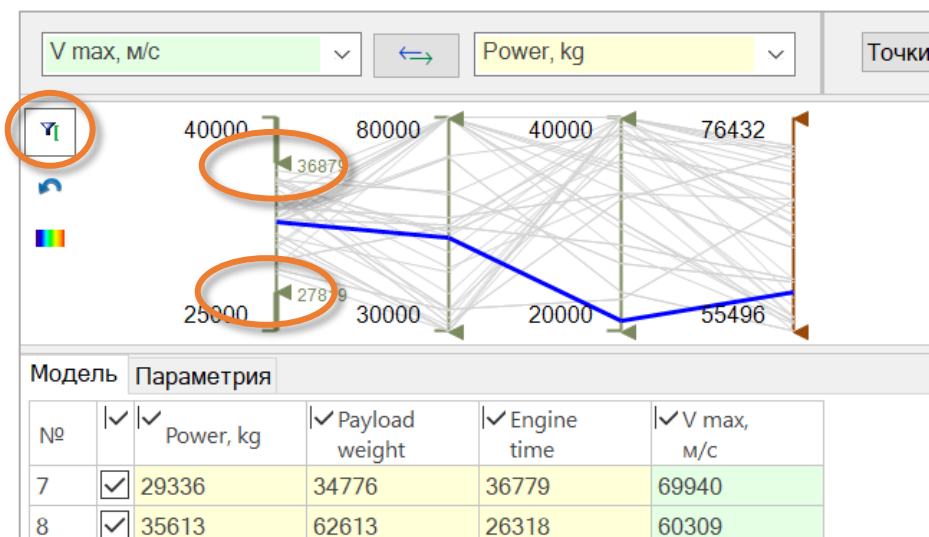 V max, м/с
Power, kg
Точки
40000
80000
40000
76432
36879
27819
25000
30000
20000
55496
Модель
Параметрия
№
Power, kg
Payload weight
Engine time
V max, м/с
7 29336 34776 36779 69940
8 35613 62613 26318 60309